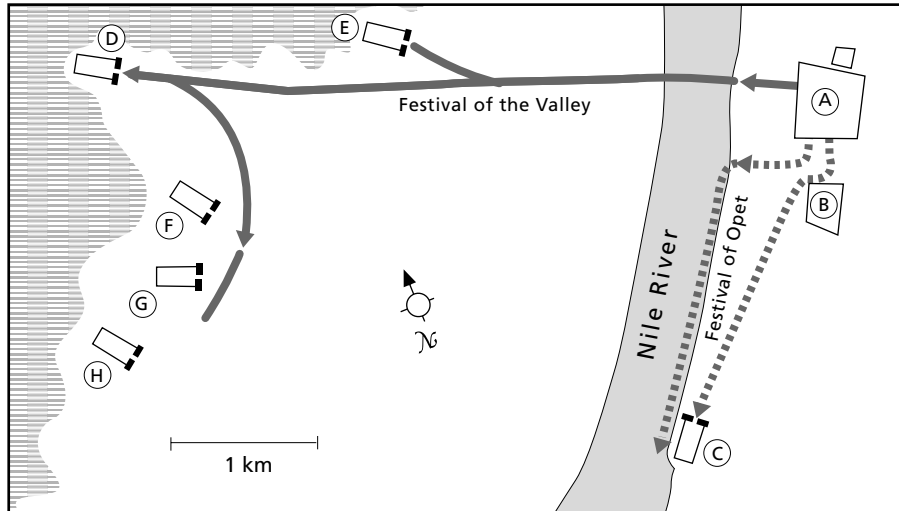 D
E
A
Festival of the Valley
B
F
Festival of Opet
Nile River
G
N
H
C
1 km